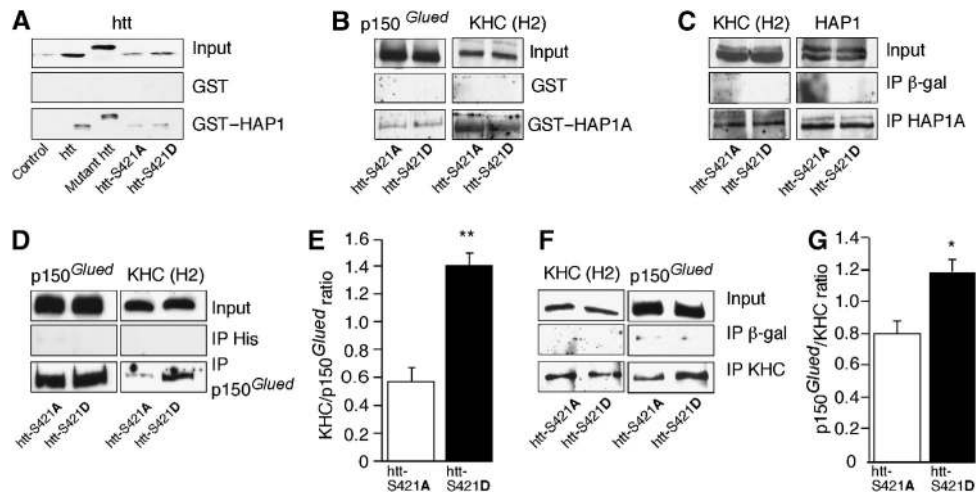 A
htt
Input
GST
GST–HAP1
Control
htt
Mutant htt
htt-S421A
htt-S421D
B
p150 Glued KHC (H2)
Input
GST
GST–HAP1A
htt-S421A
htt-S421D
htt-S421A
htt-S421D
C
KHC (H2) HAP1
Input
IP β-gal
IP HAP1A
htt-S421A
htt-S421D
htt-S421A
htt-S421D
D
p150Glued KHC (H2)
Input
IP His
IP
p150Glued
htt-S421A
htt-S421D
htt-S421A
htt-S421D
E
KHC/p150Glued ratio
1.6
1.4
1.2
1.0
0.8
0.6
0.4
0.2
0
**
htt-
S421A
htt-
S421D
F
KHC (H2) p150Glued
Input
IP β-gal
IP KHC
htt-S421A
htt-S421D
htt-S421A
htt-S421D
G
p150Glued/KHC ratio
1.4
1.2
1.0
0.8
0.6
0.4
0.2
0
*
htt-
S421A
htt-
S421D